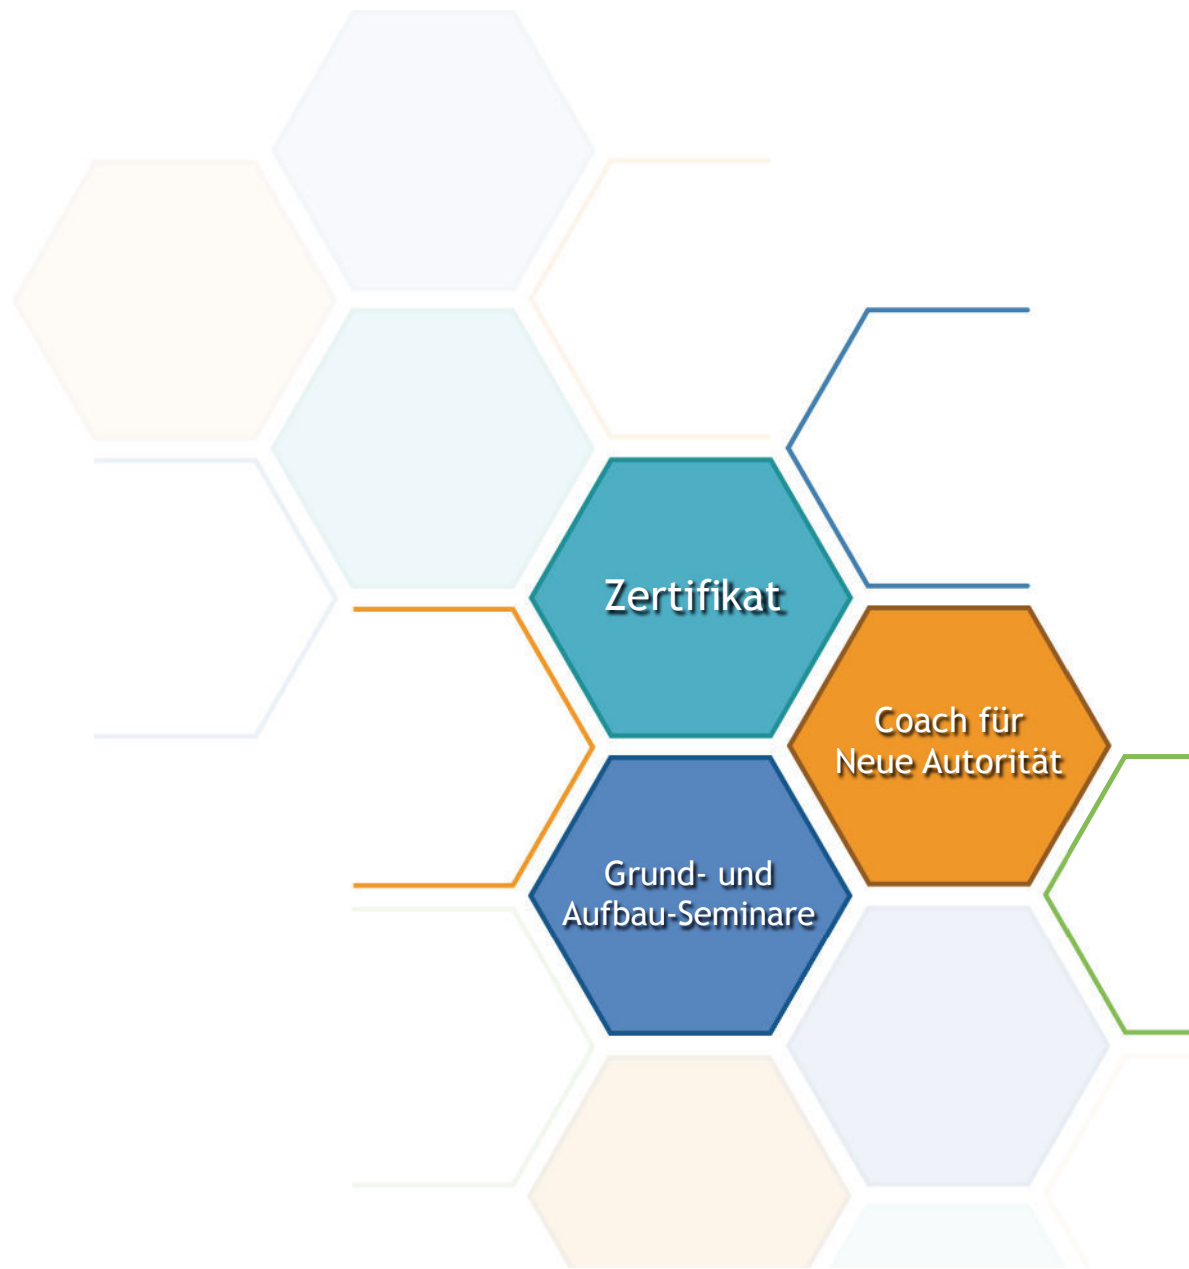 Zertifikat
Coach für
Neue Autorität
Grund- und
Aufbau-Seminare